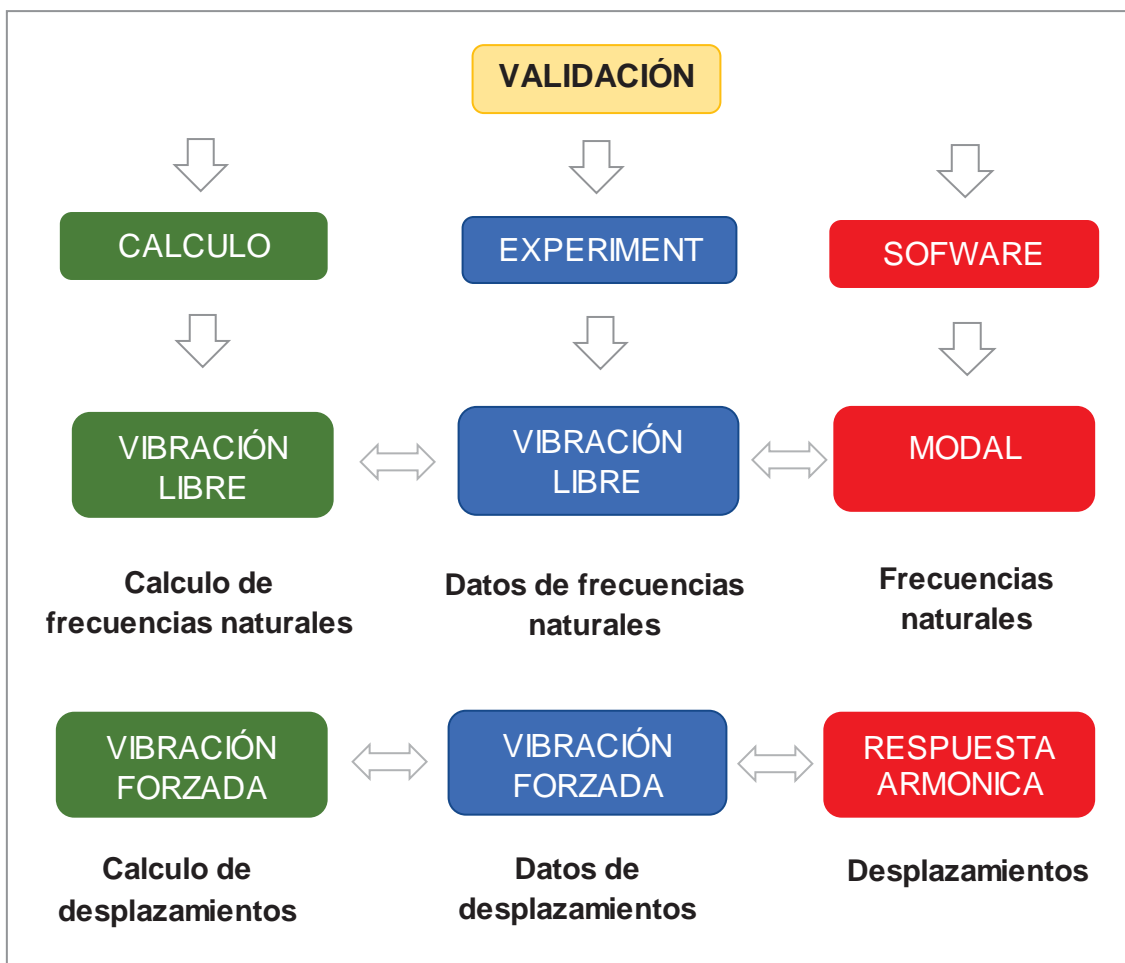 VALIDACIÓN
CALCULO
EXPERIMENT
SOFWARE
VIBRACIÓN
LIBRE
VIBRACIÓN
LIBRE
MODAL
Calculo de
frecuencias naturales
Datos de frecuencias
naturales
Frecuencias
naturales
VIBRACIÓN
FORZADA
VIBRACIÓN
FORZADA
RESPUESTA
ARMONICA
Calculo de
desplazamientos
Datos de
desplazamientos
Desplazamientos